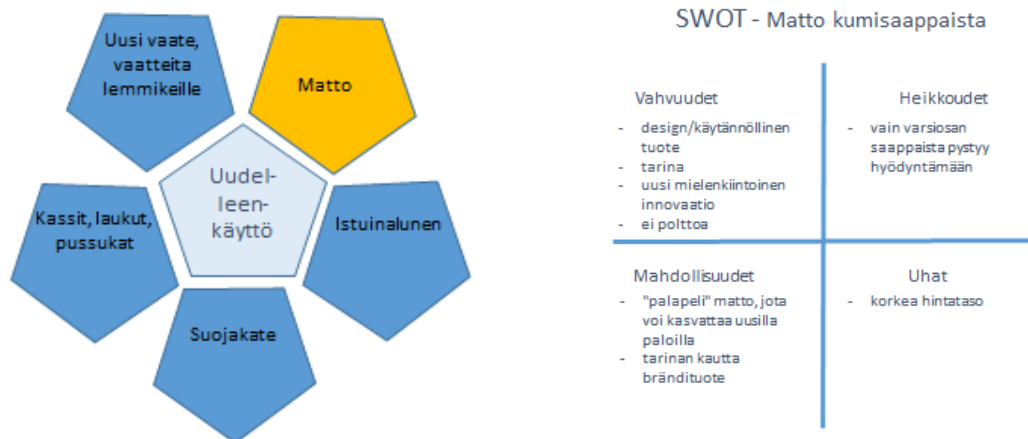 Uusi vaate,
vaatteita
lemmikeille
Matto
Uudel-
leen-
käyttö
Kassit, laukut,
pussukat
Istuinalunen
Suojakate
SWOT - Matto kumisaappaista
Vahvuudet
- design/käytännöllinen
tuote
- tarina
- uusi mielenkiintoinen
innovaatio
- ei polttoa
Heikkoudet
- vain varsiosan
saappaista pystyy
hyödyntämään
Mahdollisuudet
- "palapeli" matto, jota
voi kasvattaa uusilla
paloilla
- tarinan kautta
brändituote
Uhat
- korkea hintataso